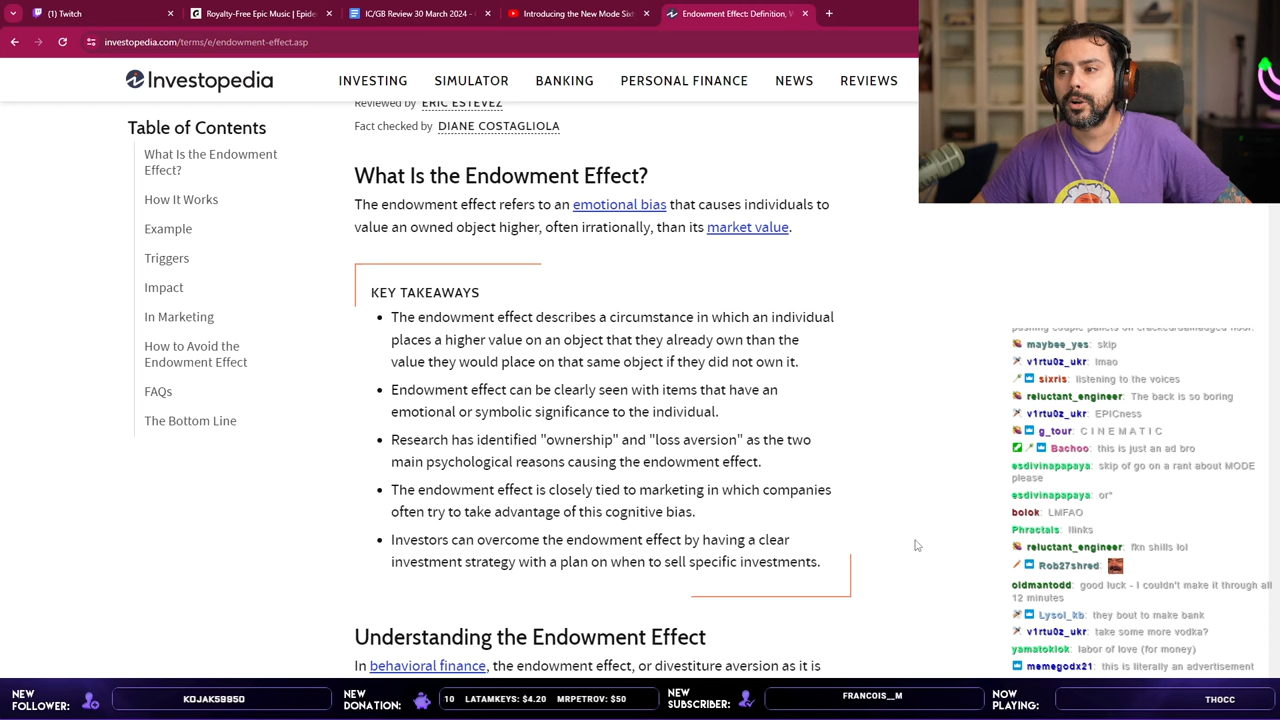 (1) Twitch
Royalty-Free Epic Music | Epide
IC/GB Review 30 March 2024 -
Introducing the New Mode Sixt
Endowment Effect: Definition, W
investopedia.com/terms/e/endowment-effect.asp
Investopedia
INVESTING SIMULATOR BANKING PERSONAL FINANCE NEWS REVIEWS
Reviewed by ERIC ESTEVEZ
Fact checked by DIANE COSTAGLIOLA
Table of Contents
What Is the Endowment
Effect?
How It Works
Example
Triggers
Impact
In Marketing
How to Avoid the
Endowment Effect
FAQs
The Bottom Line
What Is the Endowment Effect?
The endowment effect refers to an emotional bias that causes individuals to
value an owned object higher, often irrationally, than its market value.
KEY TAKEAWAYS
The endowment effect describes a circumstance in which an individual
places a higher value on an object that they already own than the
value they would place on that same object if they did not own it.
Endowment effect can be clearly seen with items that have an
emotional or symbolic significance to the individual.
Research has identified "ownership" and "loss aversion" as the two
main psychological reasons causing the endowment effect.
The endowment effect is closely tied to marketing in which companies
often try to take advantage of this cognitive bias.
Investors can overcome the endowment effect by having a clear
investment strategy with a plan on when to sell specific investments.
Understanding the Endowment Effect
In behavioral finance, the endowment effect, or divestiture aversion as it is
pushing couple pallets on cracked/damadged floor.
maybee_yes: skip
v1rtu0z_ukr: lmao
sixris: listening to the voices
reluctant_engineer: The back is so boring
v1rtu0z_ukr: EPICness
g_tour: C I N E M A T I C
Bachoo: this is just an ad bro
esdivinapapaya: skip of go on a rant about MODE
please
esdivinapapaya: or"
bolok: LMFAO
Phractals: llinks
reluctant_engineer: fkn shills lol
Rob27shred:
oldmantodd: good luck - I couldn't make it through all
12 minutes
Lysol_kb: they bout to make bank
v1rtu0z_ukr: take some more vodka?
yamatoklok: labor of love (for money)
memegodx21: this is literally an advertisement
NEW
FOLLOWER:
KOJAK59950
NEW
DONATION:
10 LATAMKEYS: $4.20 MRPETROV: $50
NEW
SUBSCRIBER:
FRANCOIS__M
NOW
PLAYING:
THOCC